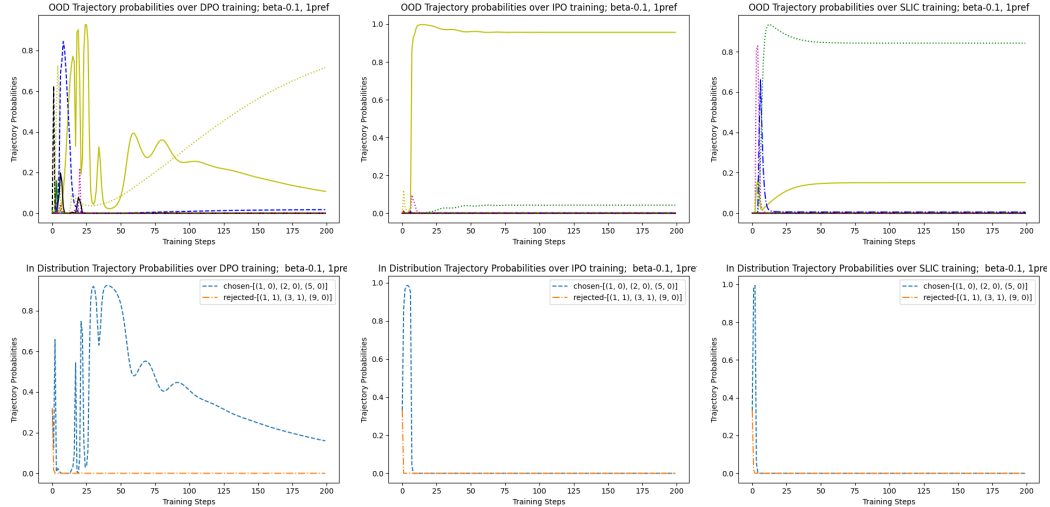 OOD Trajectory probabilities over DPO training; beta-0.1, 1pref
Trajectory Probabilities
0.8
0.6
0.4
0.2
0.0
0 25 50 75 100 125 150 175 200
Training Steps
OOD Trajectory probabilities over IPO training; beta-0.1, 1pref
Trajectory Probabilities
1.0
0.8
0.6
0.4
0.2
0.0
0 25 50 75 100 125 150 175 200
Training Steps
OOD Trajectory probabilities over SLIC training; beta-0.1, 1pref
Trajectory Probabilities
0.8
0.6
0.4
0.2
0.0
0 25 50 75 100 125 150 175 200
Training Steps
In Distribution Trajectory Probabilities over DPO training;  beta-0.1, 1pre
chosen-[(1, 0), (2, 0), (5, 0)]
rejected-[(1, 1), (3, 1), (9, 0)]
Trajectory Probabilities
0.8
0.6
0.4
0.2
0.0
0 25 50 75 100 125 150 175 200
Training Steps
In Distribution Trajectory Probabilities over IPO training;  beta-0.1, 1pre
chosen-[(1, 0), (2, 0), (5, 0)]
rejected-[(1, 1), (3, 1), (9, 0)]
Trajectory Probabilities
1.0
0.8
0.6
0.4
0.2
0.0
0 25 50 75 100 125 150 175 200
Training Steps
In Distribution Trajectory Probabilities over SLIC training;  beta-0.1, 1pre
chosen-[(1, 0), (2, 0), (5, 0)]
rejected-[(1, 1), (3, 1), (9, 0)]
Trajectory Probabilities
1.0
0.8
0.6
0.4
0.2
0.0
0 25 50 75 100 125 150 175 200
Training Steps